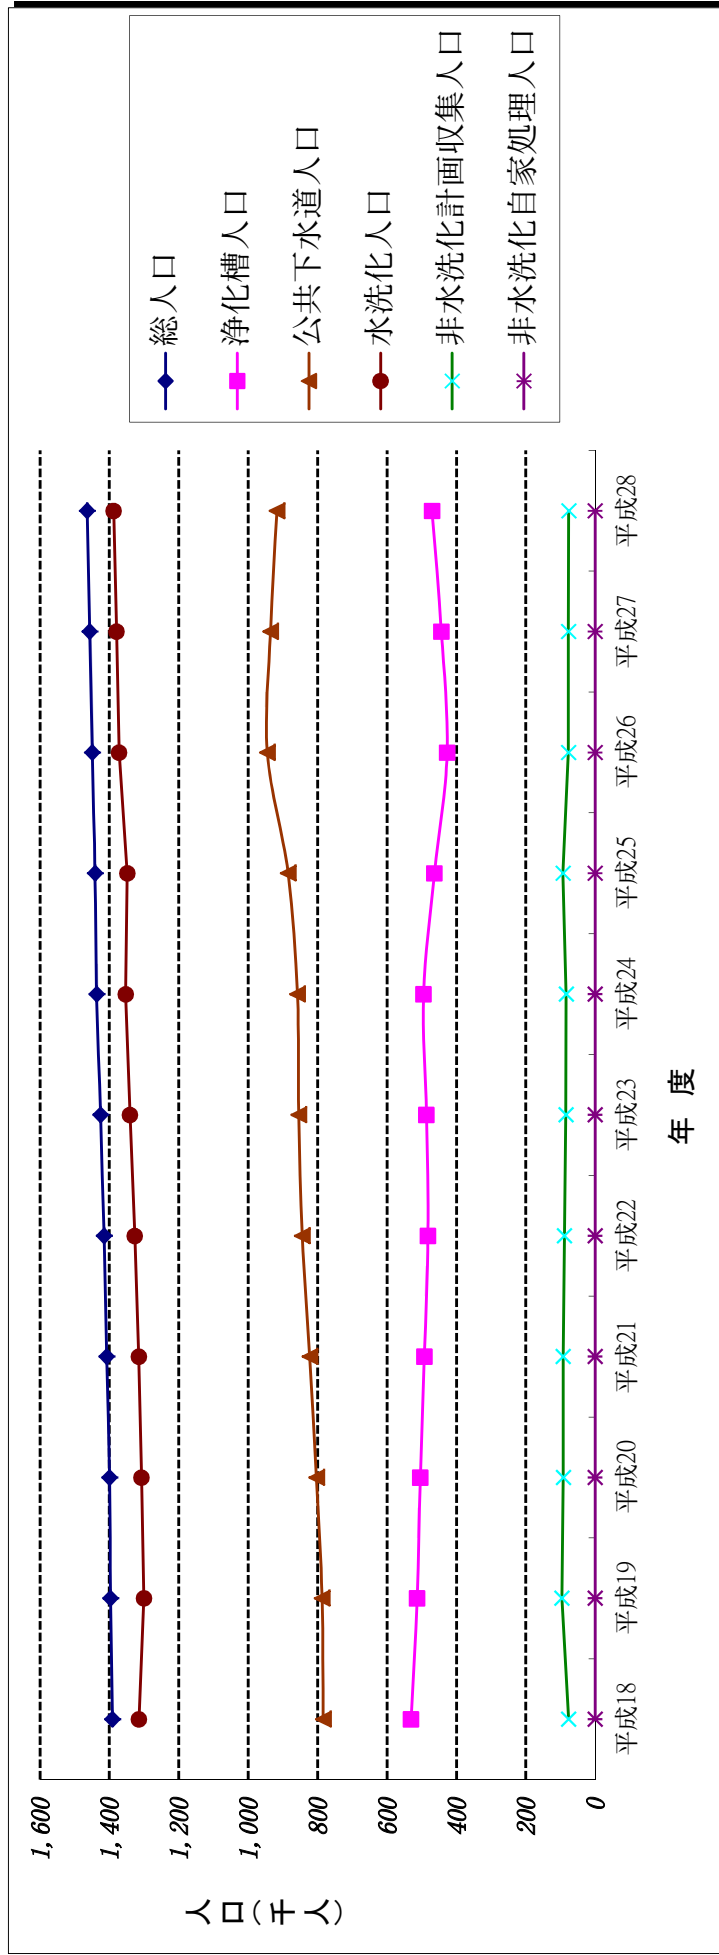 総人口
浄化槽人口
公共下水道人口
水洗化人口
非水洗化計画収集人口
非水洗化自家処理人口
人口(千人)
1,600
1,400
1,200
1,000
800
600
400
200
0
平成18
平成19
平成20
平成21
平成22
平成23
平成24
平成25
平成26
平成27
平成28
年 度